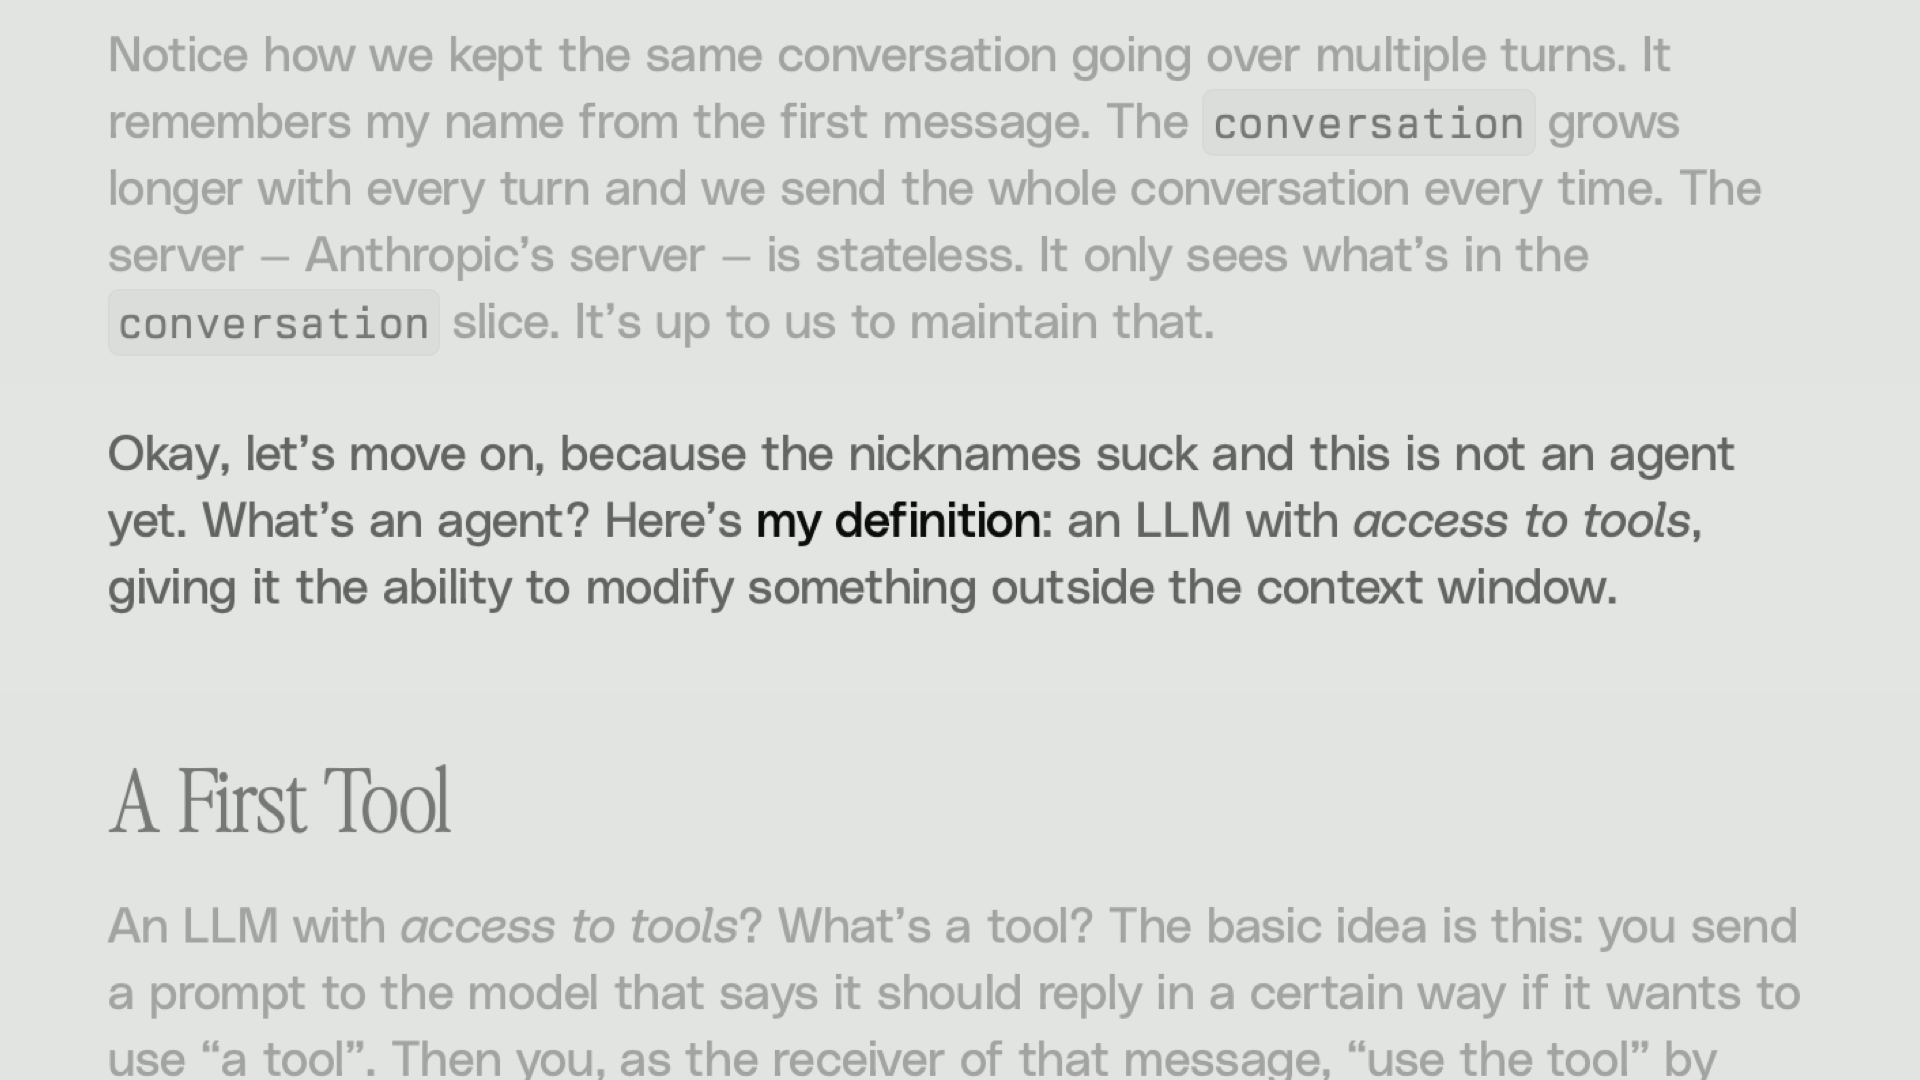 Notice how we kept the same conversation going over multiple turns. It
remembers my name from the first message. The conversation grows
longer with every turn and we send the whole conversation every time. The
server — Anthropic’s server — is stateless. It only sees what’s in the
conversation slice. It’s up to us to maintain that.
Okay, let’s move on, because the nicknames suck and this is not an agent
yet. What’s an agent? Here’s my definition: an LLM with access to tools,
giving it the ability to modify something outside the context window.
A First Tool
An LLM with access to tools? What’s a tool? The basic idea is this: you send
a prompt to the model that says it should reply in a certain way if it wants to
use “a tool”. Then you, as the receiver of that message, “use the tool” by